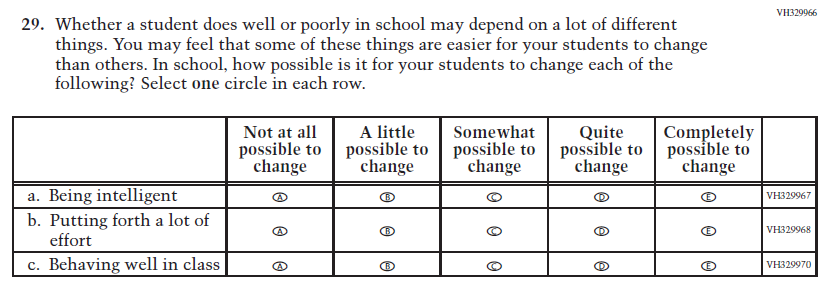 VH329966
29. Whether a student does well or poorly in school may depend on a lot of different
things. You may feel that some of these things are easier for your students to change
than others. In school, how possible is it for your students to change each of the
following? Select one circle in each row.
Not at all possible to change
A little possible to change
Somewhat possible to change
Quite possible to change
Completely possible to change
a. Being intelligent A B C D E VH329967
b. Putting forth a lot of
effort A B C D E VH329968
c. Behaving well in class A B C D E VH329970